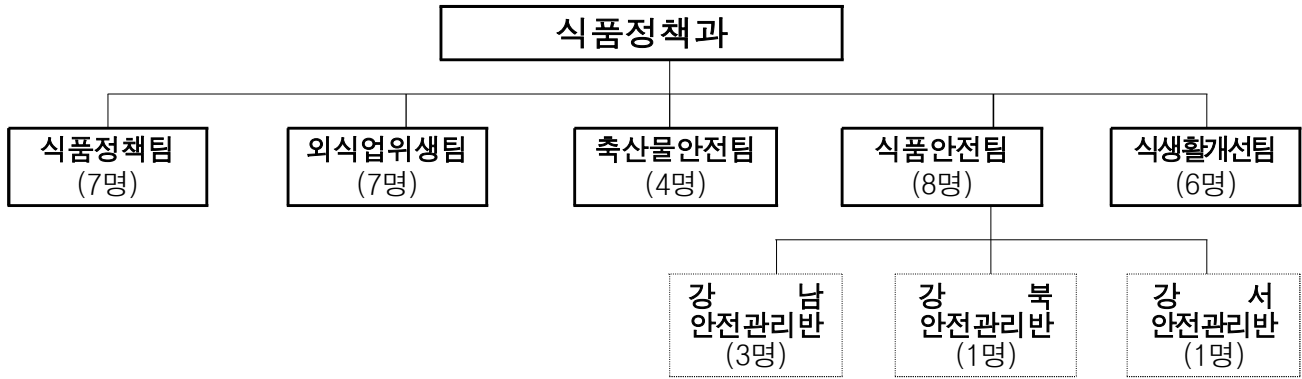 식품정책과
식품정책팀
(7명)
외식업위생팀
(7명)
축산물안전팀
(4명)
식품안전팀
(8명)
식생활개선팀
(6명)
강 남
안전관리반
(3명)
강 북
안전관리반
(1명)
강 서
안전관리반
(1명)